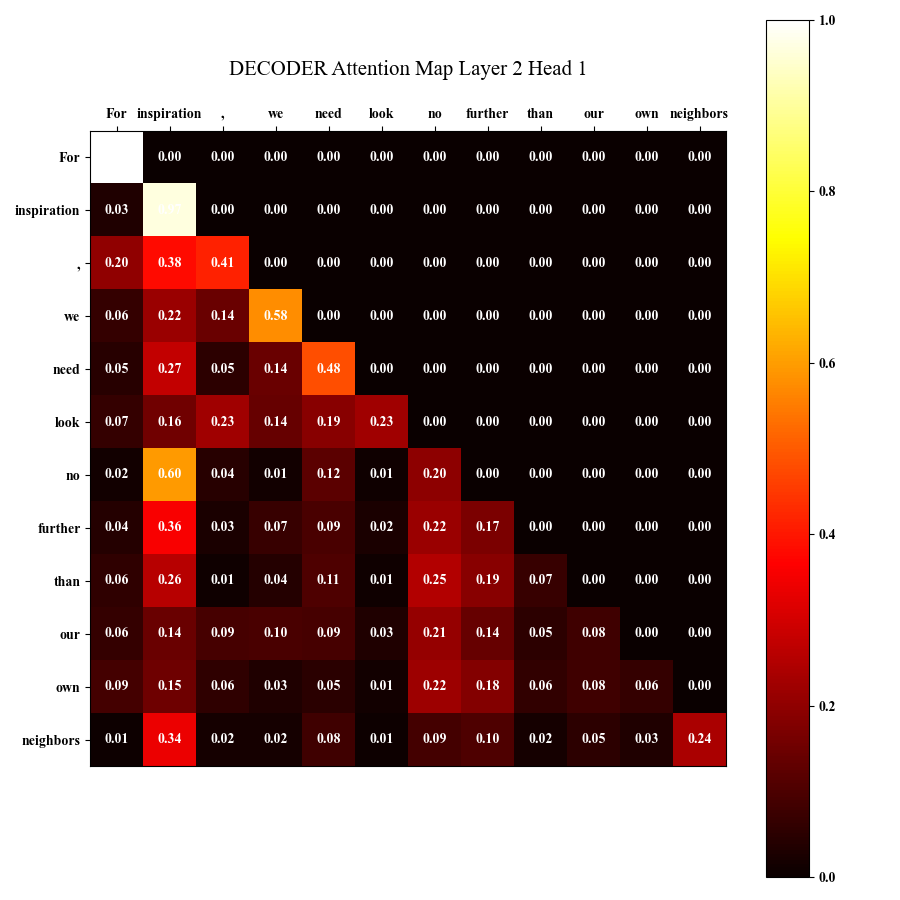 1.0
DECODER Attention Map Layer 2 Head 1
For inspiration , we need look no further than our own neighbors
For 0.00 0.00 0.00 0.00 0.00 0.00 0.00 0.00 0.00 0.00 0.00
0.8
inspiration 0.03 0.97 0.00 0.00 0.00 0.00 0.00 0.00 0.00 0.00 0.00 0.00
, 0.20 0.38 0.41 0.00 0.00 0.00 0.00 0.00 0.00 0.00 0.00 0.00
we 0.06 0.22 0.14 0.58 0.00 0.00 0.00 0.00 0.00 0.00 0.00 0.00
0.6
need 0.05 0.27 0.05 0.14 0.48 0.00 0.00 0.00 0.00 0.00 0.00 0.00
look 0.07 0.16 0.23 0.14 0.19 0.23 0.00 0.00 0.00 0.00 0.00 0.00
no 0.02 0.60 0.04 0.01 0.12 0.01 0.20 0.00 0.00 0.00 0.00 0.00
further 0.04 0.36 0.03 0.07 0.09 0.02 0.22 0.17 0.00 0.00 0.00 0.00
0.4
than 0.06 0.26 0.01 0.04 0.11 0.01 0.25 0.19 0.07 0.00 0.00 0.00
our 0.06 0.14 0.09 0.10 0.09 0.03 0.21 0.14 0.05 0.08 0.00 0.00
own 0.09 0.15 0.06 0.03 0.05 0.01 0.22 0.18 0.06 0.08 0.06 0.00
0.2
neighbors 0.01 0.34 0.02 0.02 0.08 0.01 0.09 0.10 0.02 0.05 0.03 0.24
0.0